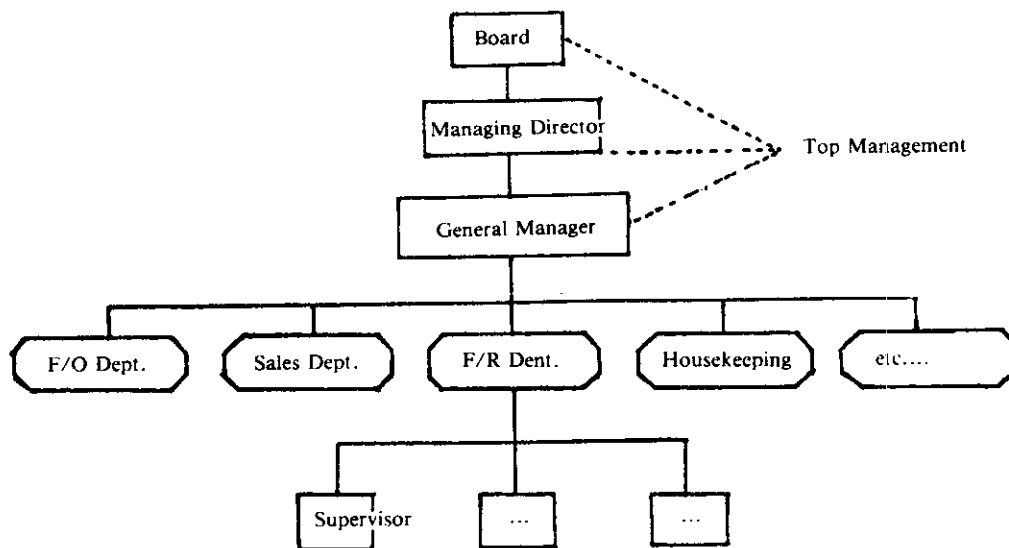 Board
Managing Director
Top Management
General Manager
F/O Dept.
Sales Dept.
F/R Dent.
Housekeeping
etc....
Supervisor
...
...